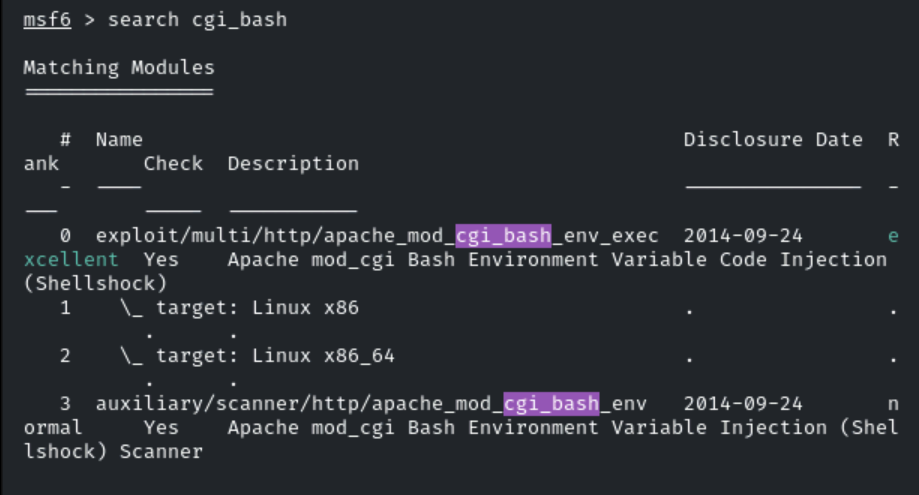 msf6 > search cgi_bash
Matching Modules
================
# Name Disclosure Date R
ank Check Description
- ---- --------------- -
--- ----- -----------
0 exploit/multi/http/apache_mod_cgi_bash_env_exec 2014-09-24 e
xcellent Yes Apache mod_cgi Bash Environment Variable Code Injection
(Shellshock)
1 \_ target: Linux x86 . .
. .
2 \_ target: Linux x86_64 . .
. .
3 auxiliary/scanner/http/apache_mod_cgi_bash_env 2014-09-24 n
ormal Yes Apache mod_cgi Bash Environment Variable Injection (Shel
lshock) Scanner